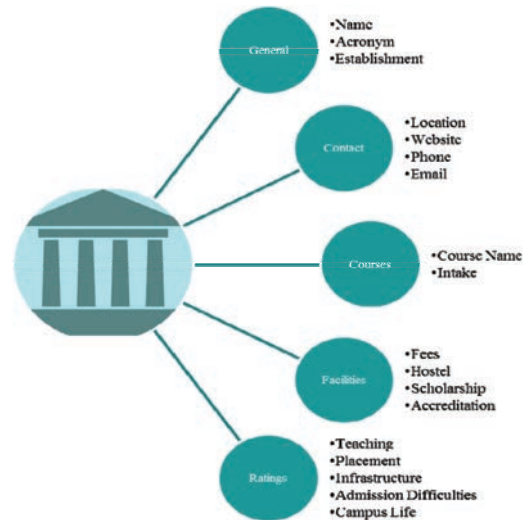 General
•Name
•Acronym
•Establishment
Contact
•Location
•Website
•Phone
•Email
Courses
•Course Name
•Intake
Facilities
•Fees
•Hostel
•Scholarship
•Accreditation
Ratings
•Teaching
•Placement
•Infrastructure
•Admission Difficulties
•Campus Life